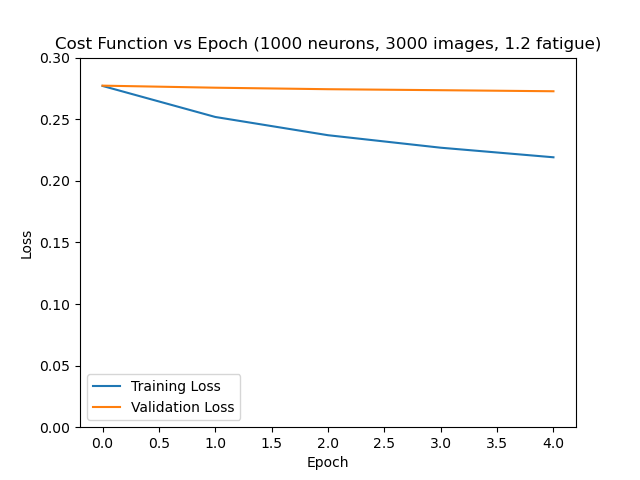 Cost Function vs Epoch (1000 neurons, 3000 images, 1.2 fatigue)
0.30
0.25
0.20
0.15
0.10
0.05
0.00
Loss
Training Loss
Validation Loss
0.0 0.5 1.0 1.5 2.0 2.5 3.0 3.5 4.0
Epoch